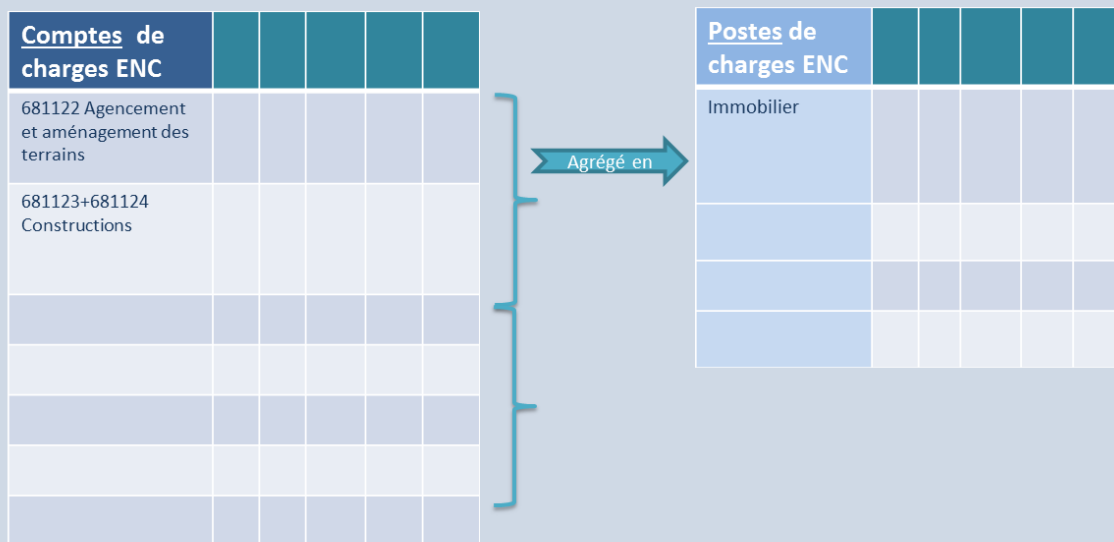 Comptes de
charges ENC
681122 Agencement
et aménagement des
terrains
681123+681124
Constructions
Agrégé en
Postes de
charges ENC
Immobilier